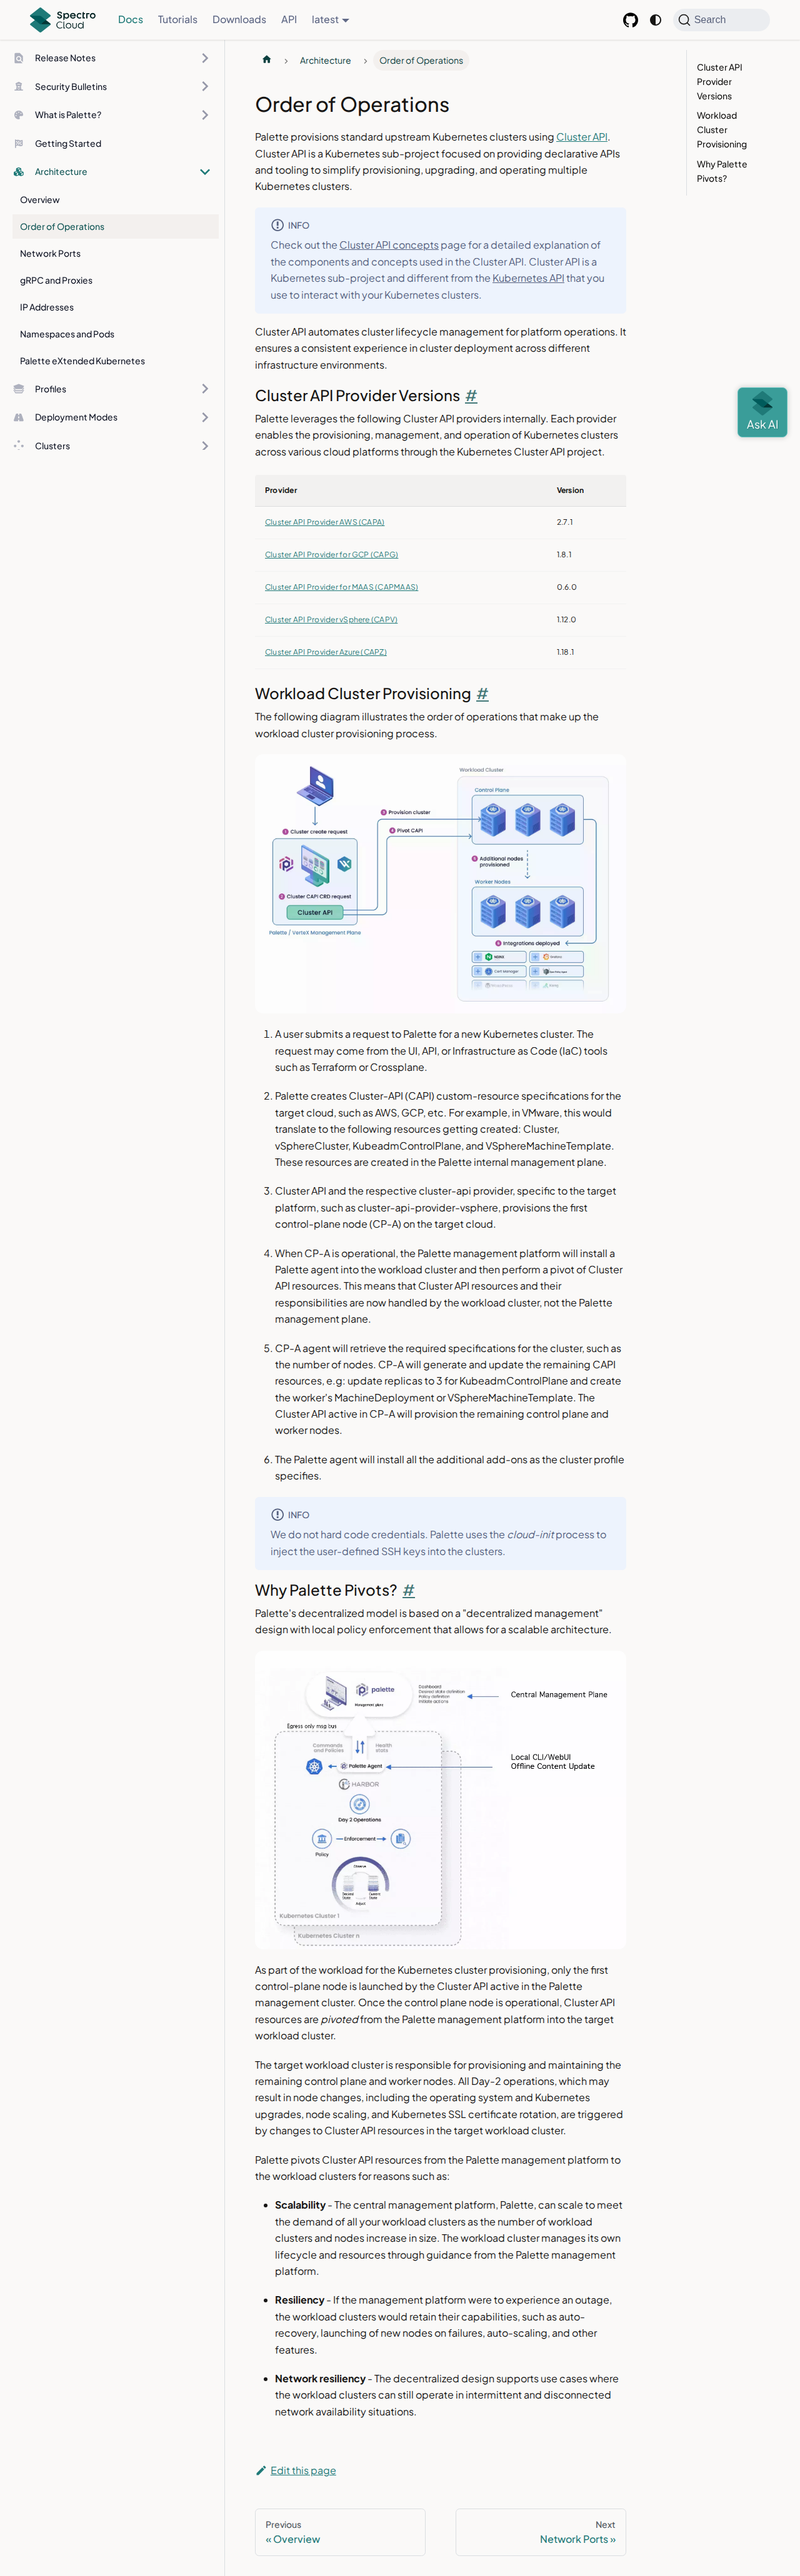 Spectro Cloud
Docs
Tutorials
Downloads
API
latest
Search
Release Notes
Security Bulletins
What is Palette?
Getting Started
Architecture
Overview
Order of Operations
Network Ports
gRPC and Proxies
IP Addresses
Namespaces and Pods
Palette eXtended Kubernetes
Profiles
Deployment Modes
Clusters
Architecture
Order of Operations
Order of Operations
Palette provisions standard upstream Kubernetes clusters using Cluster API.
Cluster API is a Kubernetes sub-project focused on providing declarative APIs
and tooling to simplify provisioning, upgrading, and operating multiple
Kubernetes clusters.
INFO
Check out the Cluster API concepts page for a detailed explanation of
the components and concepts used in the Cluster API. Cluster API is a
Kubernetes sub-project and different from the Kubernetes API that you
use to interact with your Kubernetes clusters.
Cluster API automates cluster lifecycle management for platform operations. It
ensures a consistent experience in cluster deployment across different
infrastructure environments.
Cluster API Provider Versions #
Palette leverages the following Cluster API providers internally. Each provider
enables the provisioning, management, and operation of Kubernetes clusters
across various cloud platforms through the Kubernetes Cluster API project.
Provider Version
Cluster API Provider AWS (CAPA) 2.7.1
Cluster API Provider for GCP (CAPG) 1.8.1
Cluster API Provider for MAAS (CAPMAAS) 0.6.0
Cluster API Provider vSphere (CAPV) 1.12.0
Cluster API Provider Azure (CAPZ) 1.18.1
Workload Cluster Provisioning #
The following diagram illustrates the order of operations that make up the
workload cluster provisioning process.
Workload Cluster
Control Plane
3 Provision cluster
1 Cluster create request
4 Pivot CAPI
5 Additional nodes
provisioned
2 Cluster CAPI CRD request
Worker Nodes
Cluster API
Palette / VerteX Management Plane
6 Integrations deployed
NGINX
Grafana
Cert Manager
1. A user submits a request to Palette for a new Kubernetes cluster. The
request may come from the UI, API, or Infrastructure as Code (IaC) tools
such as Terraform or Crossplane.
2. Palette creates Cluster-API (CAPI) custom-resource specifications for the
target cloud, such as AWS, GCP, etc. For example, in VMware, this would
translate to the following resources getting created: Cluster,
vSphereCluster, KubeadmControlPlane, and VSphereMachineTemplate.
These resources are created in the Palette internal management plane.
3. Cluster API and the respective cluster-api provider, specific to the target
platform, such as cluster-api-provider-vsphere, provisions the first
control-plane node (CP-A) on the target cloud.
4. When CP-A is operational, the Palette management platform will install a
Palette agent into the workload cluster and then perform a pivot of Cluster
API resources. This means that Cluster API resources and their
responsibilities are now handled by the workload cluster, not the Palette
management plane.
5. CP-A agent will retrieve the required specifications for the cluster, such as
the number of nodes. CP-A will generate and update the remaining CAPI
resources, e.g: update replicas to 3 for KubeadmControlPlane and create
the worker's MachineDeployment or VSphereMachineTemplate. The
Cluster API active in CP-A will provision the remaining control plane and
worker nodes.
6. The Palette agent will install all the additional add-ons as the cluster profile
specifies.
INFO
We do not hard code credentials. Palette uses the cloud-init process to
inject the user-defined SSH keys into the clusters.
Why Palette Pivots? #
Palette's decentralized model is based on a "decentralized management"
design with local policy enforcement that allows for a scalable architecture.
palette
Management plane
Dashboard
Desired state definition
Policy definition
Initiate actions
Central Management Plane
Egress only msg bus
Commands
and Policies
Health
stats
Local CLI/WebUI
Offline Content Update
Palette Agent
HARBOR
Day 2 Operations
Enforcement
Policy
Observe
Desired
State
Current
State
Adjust
Kubernetes Cluster 1
Kubernetes Cluster n
As part of the workload for the Kubernetes cluster provisioning, only the first
control-plane node is launched by the Cluster API active in the Palette
management cluster. Once the control plane node is operational, Cluster API
resources are pivoted from the Palette management platform into the target
workload cluster.
The target workload cluster is responsible for provisioning and maintaining the
remaining control plane and worker nodes. All Day-2 operations, which may
result in node changes, including the operating system and Kubernetes
upgrades, node scaling, and Kubernetes SSL certificate rotation, are triggered
by changes to Cluster API resources in the target workload cluster.
Palette pivots Cluster API resources from the Palette management platform to
the workload clusters for reasons such as:
Scalability - The central management platform, Palette, can scale to meet
the demand of all your workload clusters as the number of workload
clusters and nodes increase in size. The workload cluster manages its own
lifecycle and resources through guidance from the Palette management
platform.
Resiliency - If the management platform were to experience an outage,
the workload clusters would retain their capabilities, such as auto-
recovery, launching of new nodes on failures, auto-scaling, and other
features.
Network resiliency - The decentralized design supports use cases where
the workload clusters can still operate in intermittent and disconnected
network availability situations.
Edit this page
Previous
« Overview
Next
Network Ports »
Cluster API
Provider
Versions
Workload
Cluster
Provisioning
Why Palette
Pivots?
Ask AI